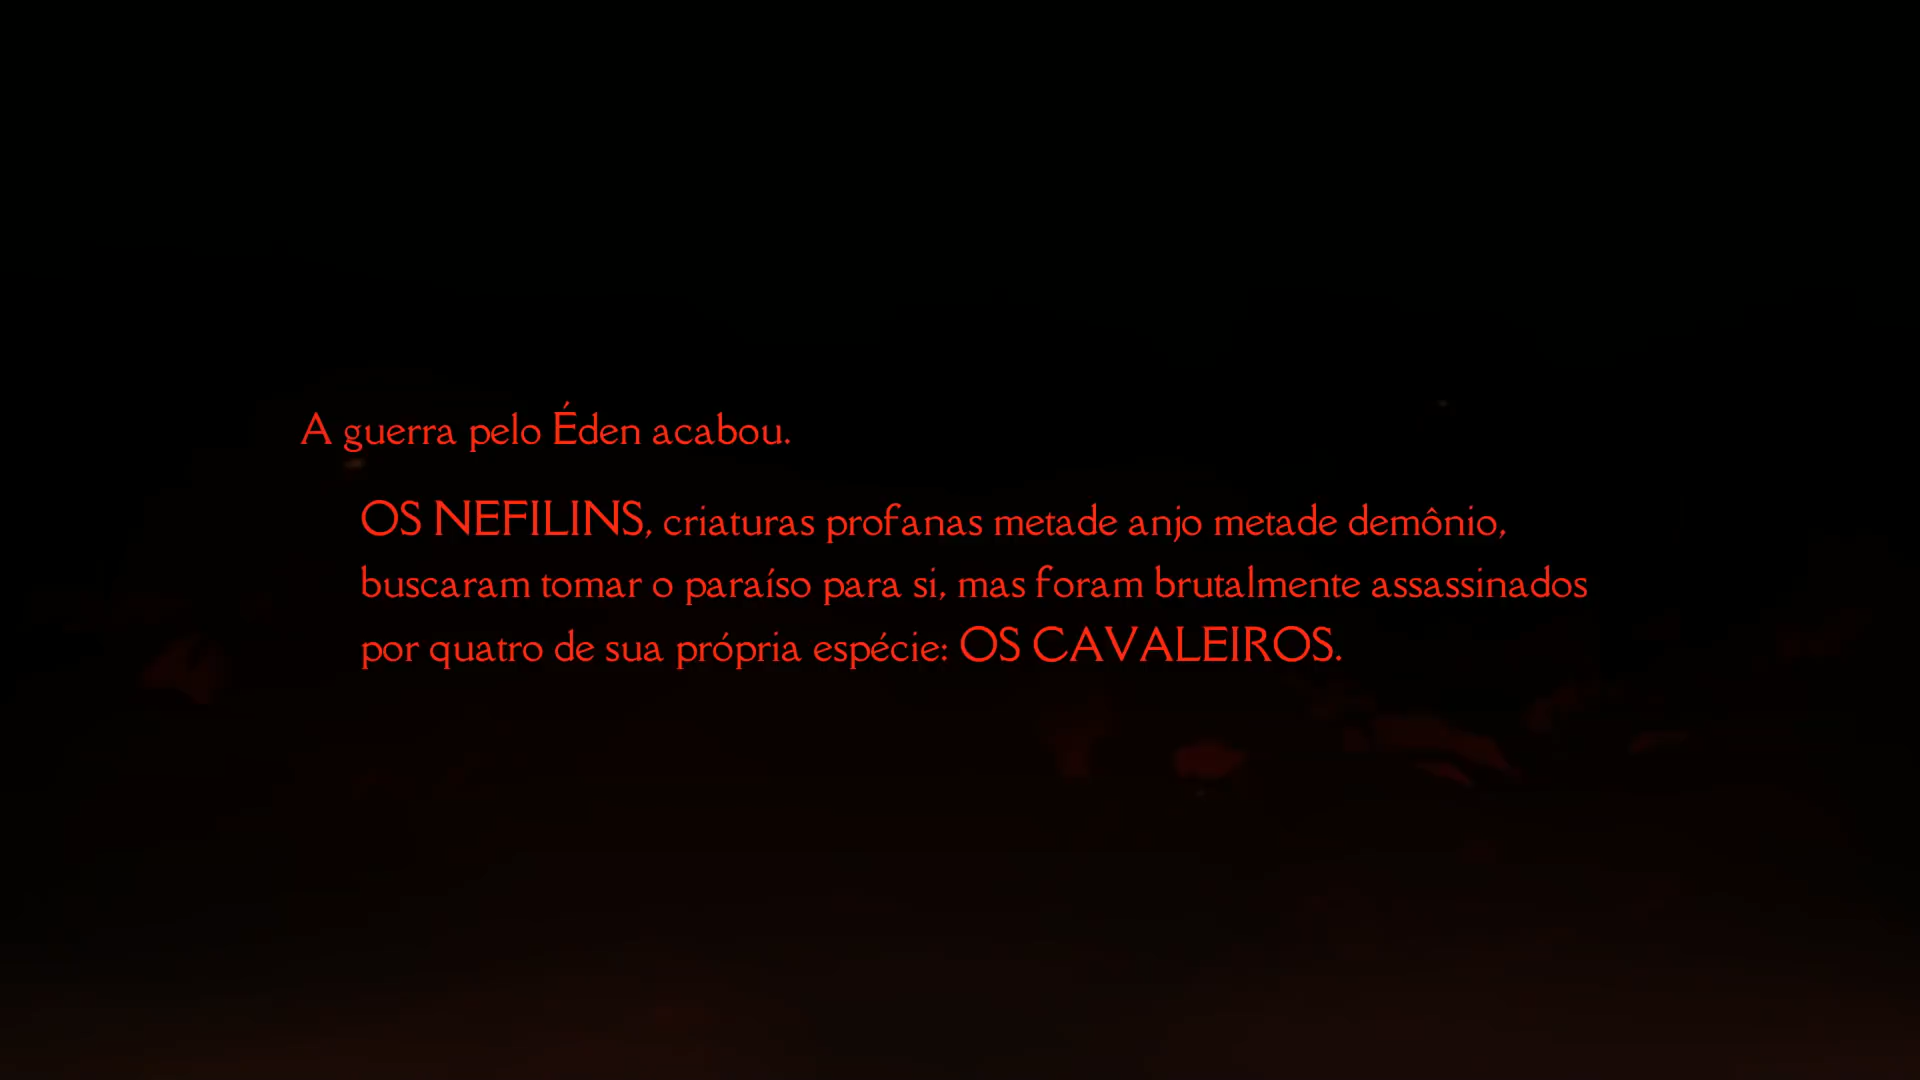 A guerra pelo Éden acabou.
OS NEFILINS, criaturas profanas metade anjo metade demônio,
buscaram tomar o paraíso para si, mas foram brutalmente assassinados
por quatro de sua própria espécie: OS CAVALEIROS.